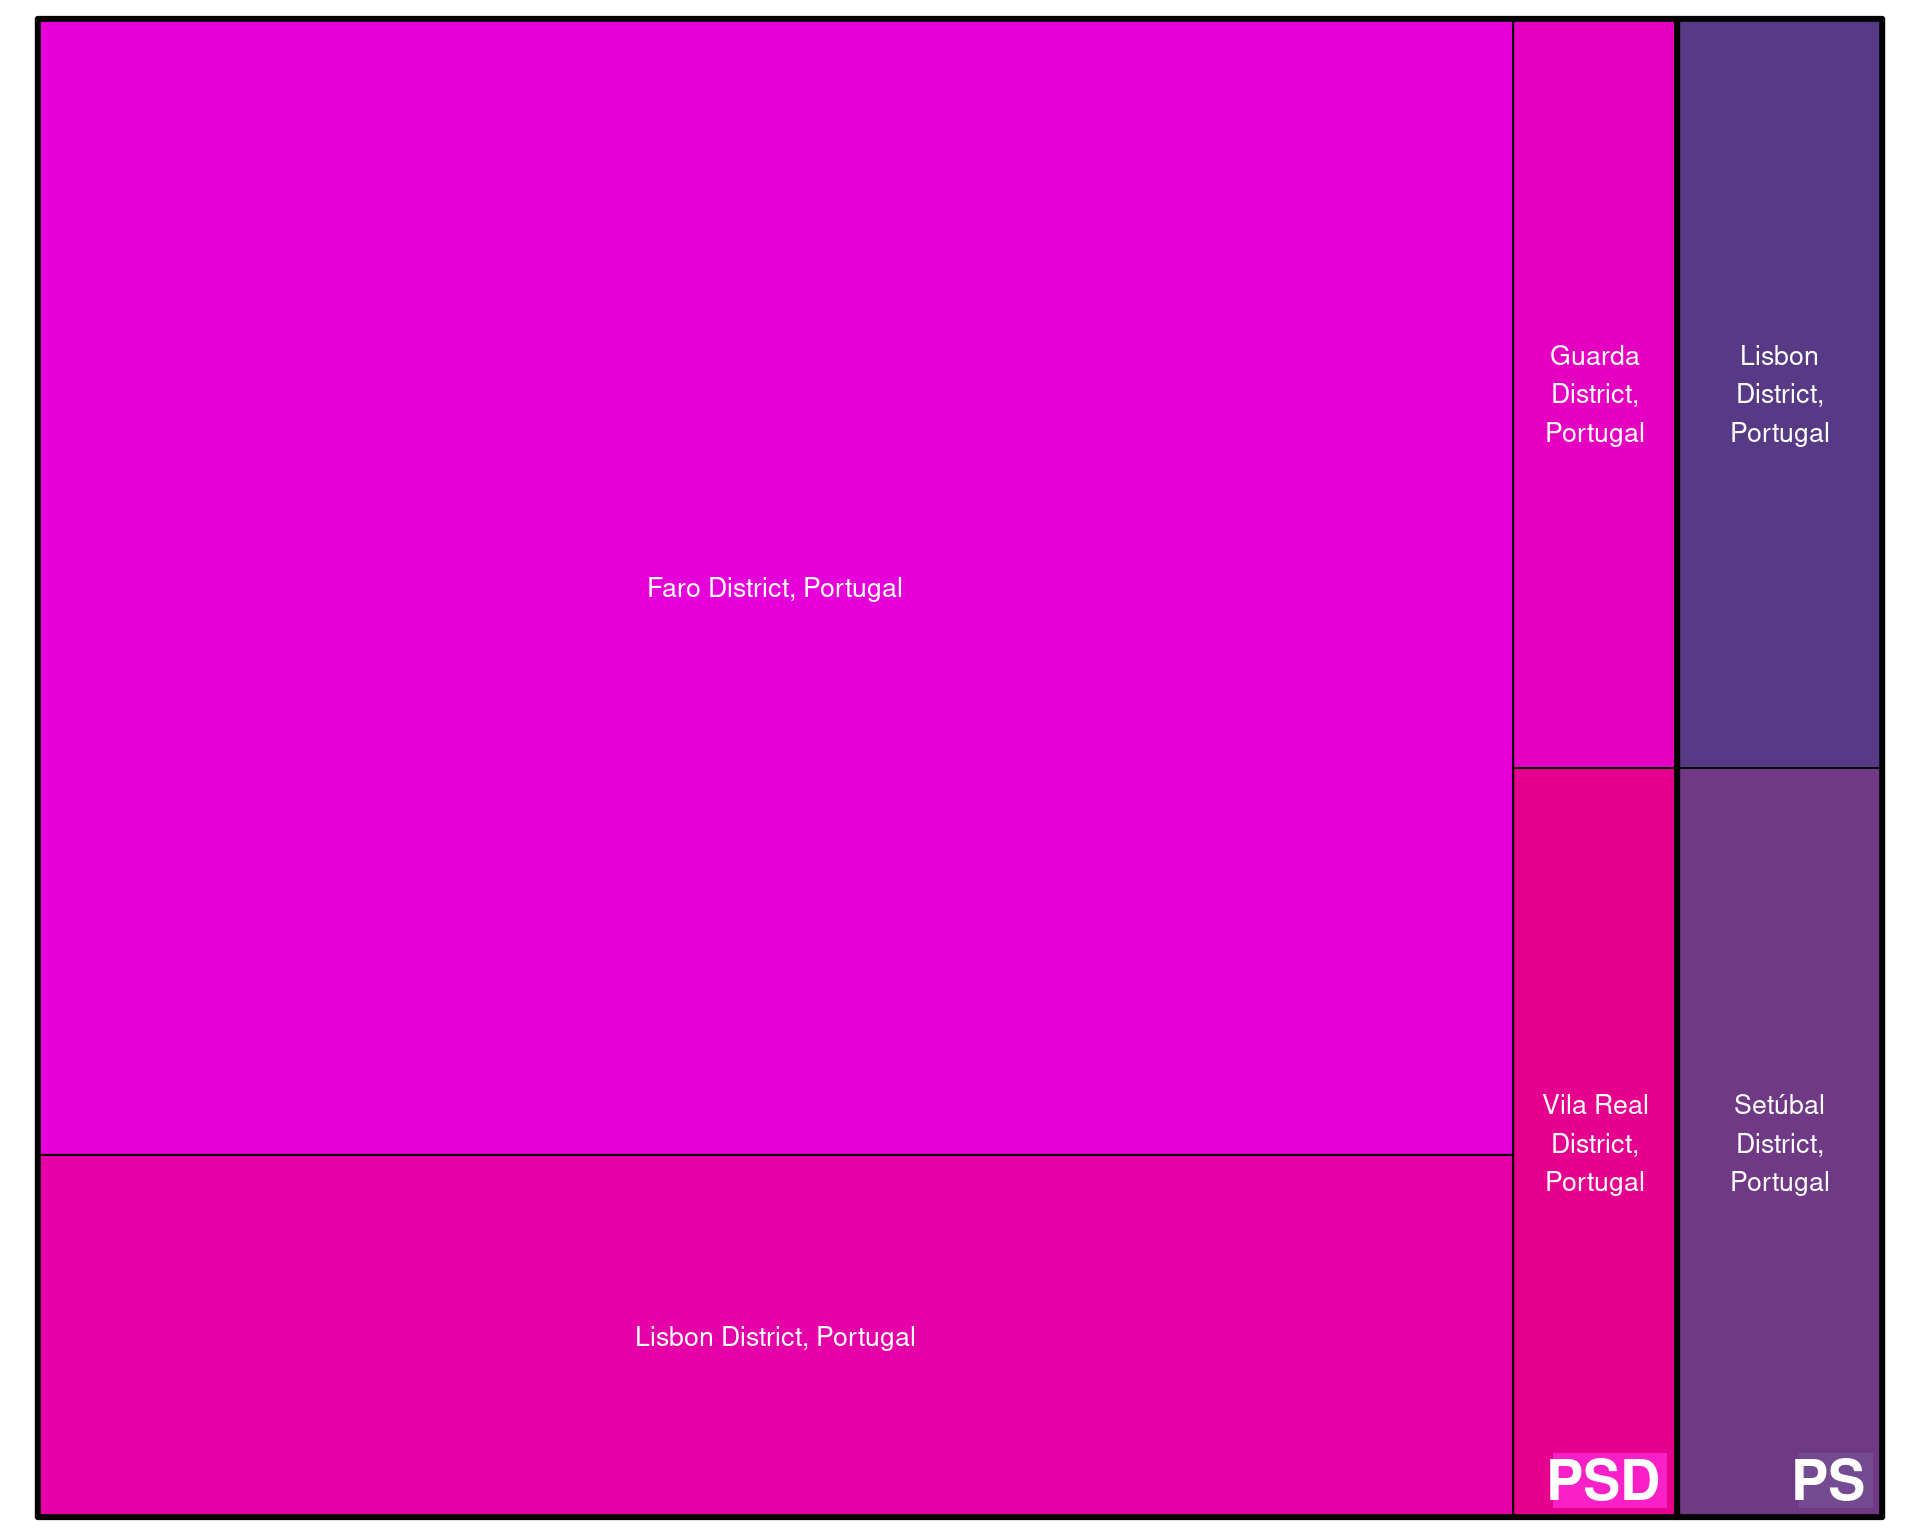 Faro District, Portugal
Lisbon District, Portugal
Guarda
District,
Portugal
Vila Real
District,
Portugal
PSD
Lisbon
District,
Portugal
Setúbal
District,
Portugal
PS